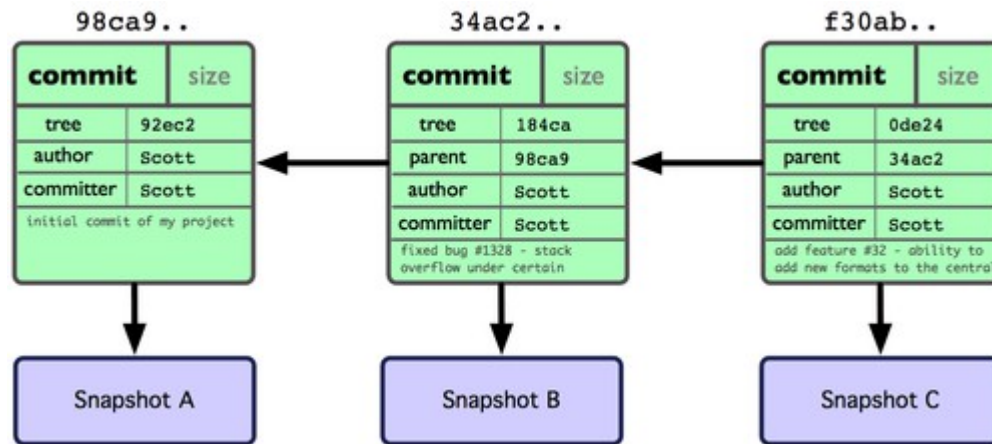 98ca9..
commit size
tree 92ec2
author Scott
committer Scott
initial commit of my project
Snapshot A
34ac2..
commit size
tree 184ca
parent 98ca9
author Scott
committer Scott
fixed bug #1328 - stack
overflow under certain
Snapshot B
f30ab..
commit size
tree 0de24
parent 34ac2
author Scott
committer Scott
add feature #32 - ability to
add new formats to the central
Snapshot C